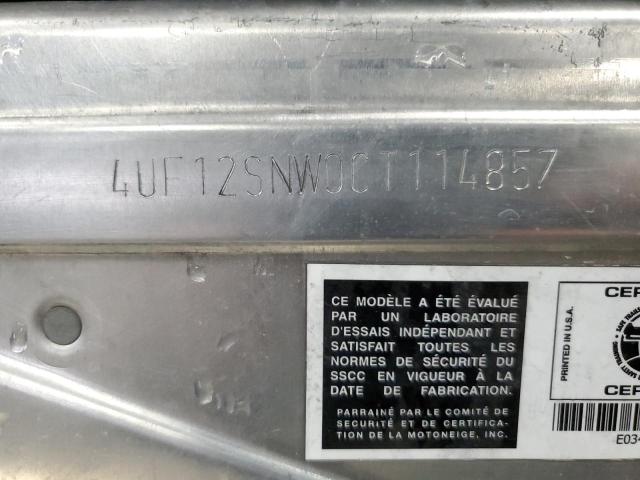 4UF12SNW0CT114857
CE MODÈLE A ÉTÉ ÉVALUÉ
PAR UN LABORATOIRE
D'ESSAIS INDÉPENDANT ET
SATISFAIT TOUTES LES
NORMES DE SÉCURITÉ DU
SSCC EN VIGUEUR À LA
DATE DE FABRICATION.
PARRAINÉ PAR LE COMITÉ DE
SÉCURITÉ ET DE CERTIFICA-
TION DE LA MOTONEIGE, INC.
PRINTED IN U.S.A.
CER
CER
E034